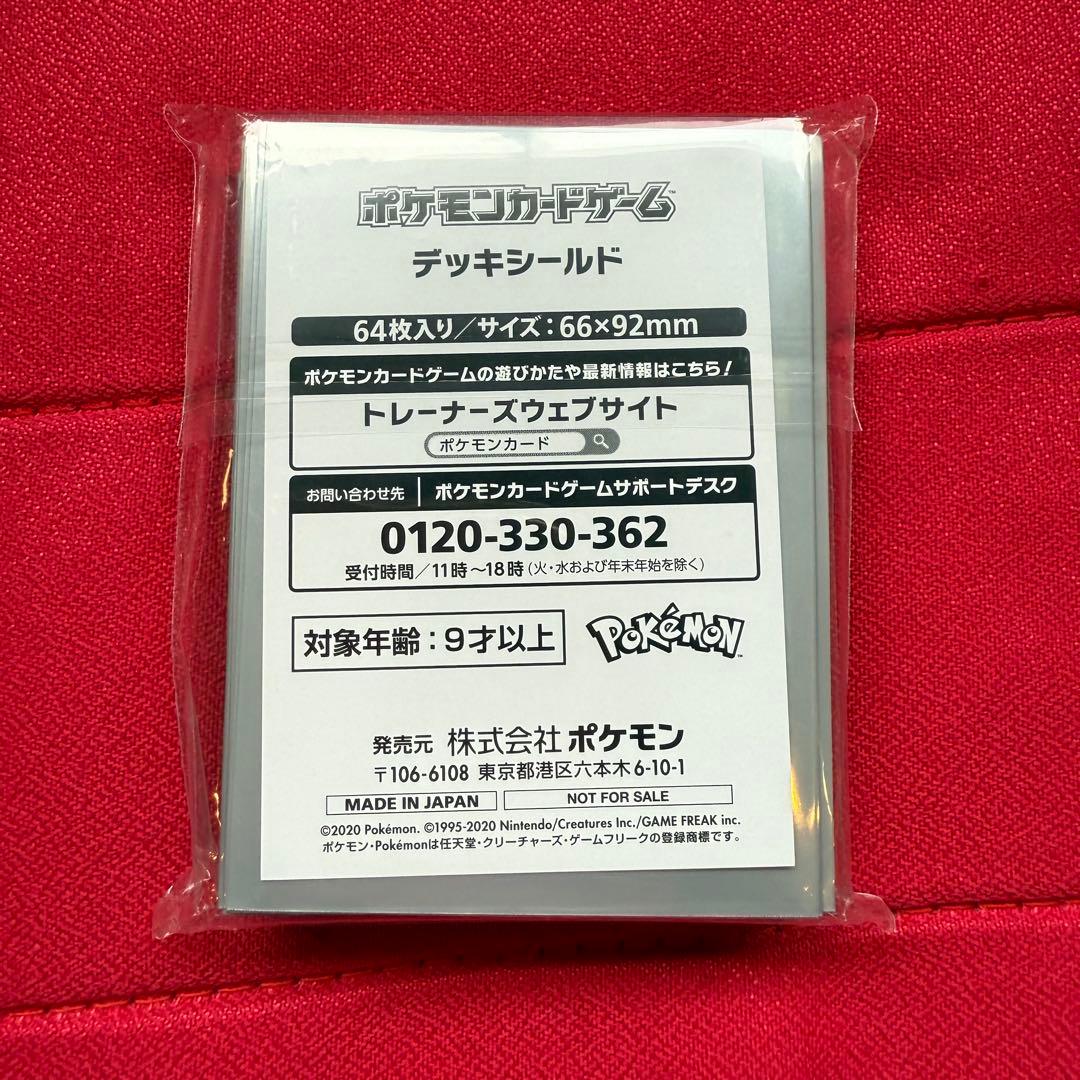 ポケモンカードゲーム™
デッキシールド
64枚入り／サイズ：66×92mm
ポケモンカードゲームの遊びかたや最新情報はこちら！
トレーナーズウェブサイト
ポケモンカード
お問い合わせ先 ポケモンカードゲームサポートデスク
0120-330-362
受付時間／11時～18時（火・水および年末年始を除く）
対象年齢：9才以上
POKéMON™
発売元 株式会社 ポケモン
〒106-6108 東京都港区六本木6-10-1
MADE IN JAPAN NOT FOR SALE
©2020 Pokémon. ©1995-2020 Nintendo/Creatures Inc./GAME FREAK inc.
ポケモン・Pokémonは任天堂・クリーチャーズ・ゲームフリークの登録商標です。